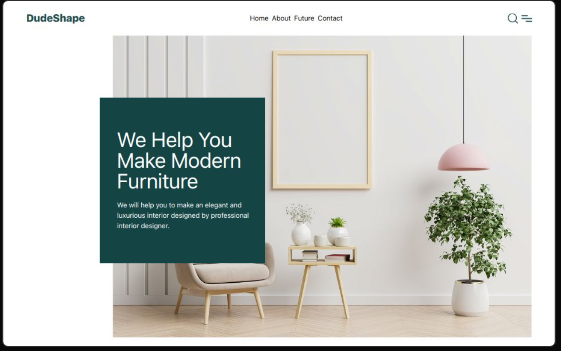 DudeShape
Home About Future Contact
We Help You
Make Modern
Furniture
We will help you to make an elegant and
luxurious interior designed by professional
interior designer.